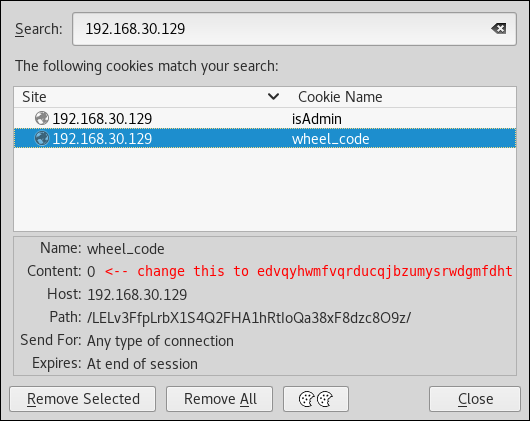 Search: 192.168.30.129
The following cookies match your search:
Site Cookie Name
192.168.30.129 isAdmin
192.168.30.129 wheel_code
Name: wheel_code
Content: 0 <-- change this to edvqyhwmfvqrducqjbzumysrwdgmfdht
Host: 192.168.30.129
Path: /LELv3FfpLrbX1S4Q2FHA1hRtIoQa38xF8dzc8O9z/
Send For: Any type of connection
Expires: At end of session
Remove Selected Remove All Close